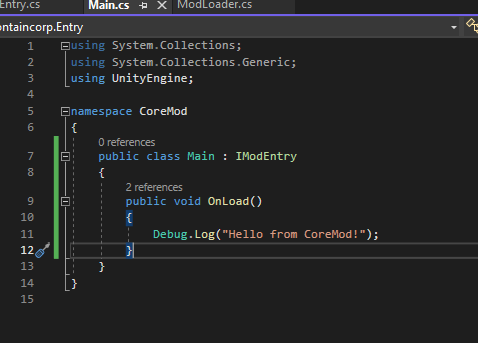 Entry.cs
Main.cs
ModLoader.cs
ontaincorp.Entry
1 using System.Collections;
2 using System.Collections.Generic;
3 using UnityEngine;
4
5 namespace CoreMod
6 {
0 references
7 public class Main : IModEntry
8 {
2 references
9 public void OnLoad()
10 {
11 Debug.Log("Hello from CoreMod!");
12 }
13 }
14 }
15